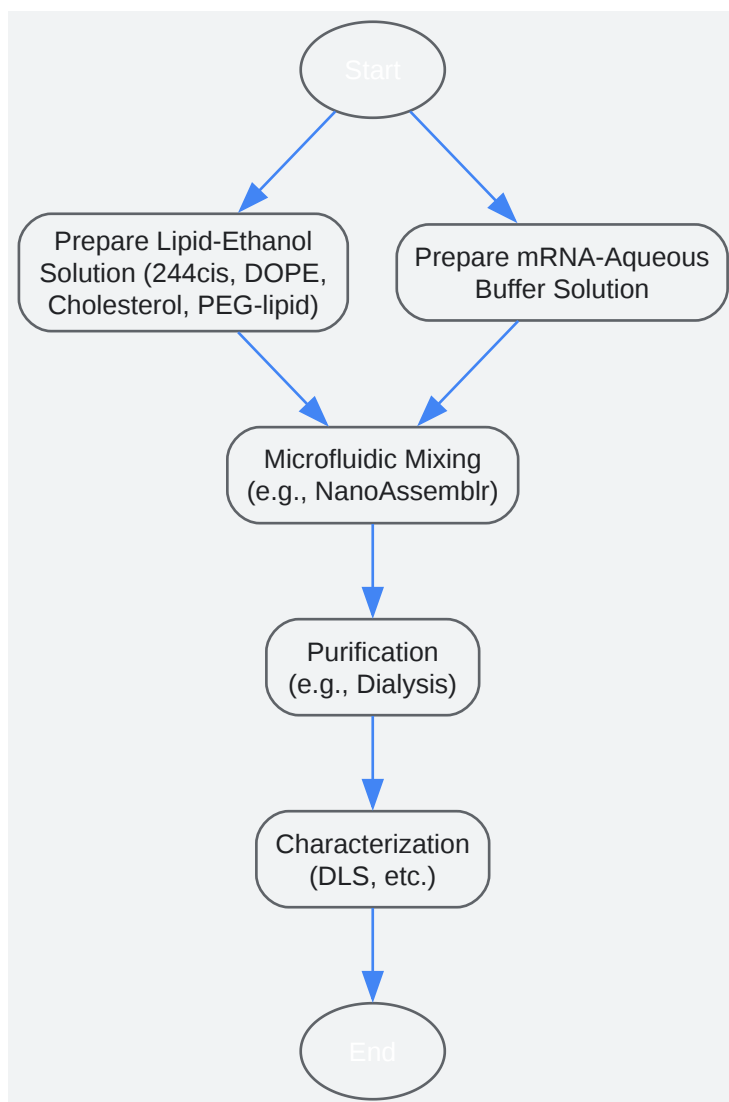 Start
Prepare Lipid-Ethanol
Solution (244cis, DOPE,
Cholesterol, PEG-lipid)
Prepare mRNA-Aqueous
Buffer Solution
Microfluidic Mixing
(e.g., NanoAssemblr)
Purification
(e.g., Dialysis)
Characterization
(DLS, etc.)
End